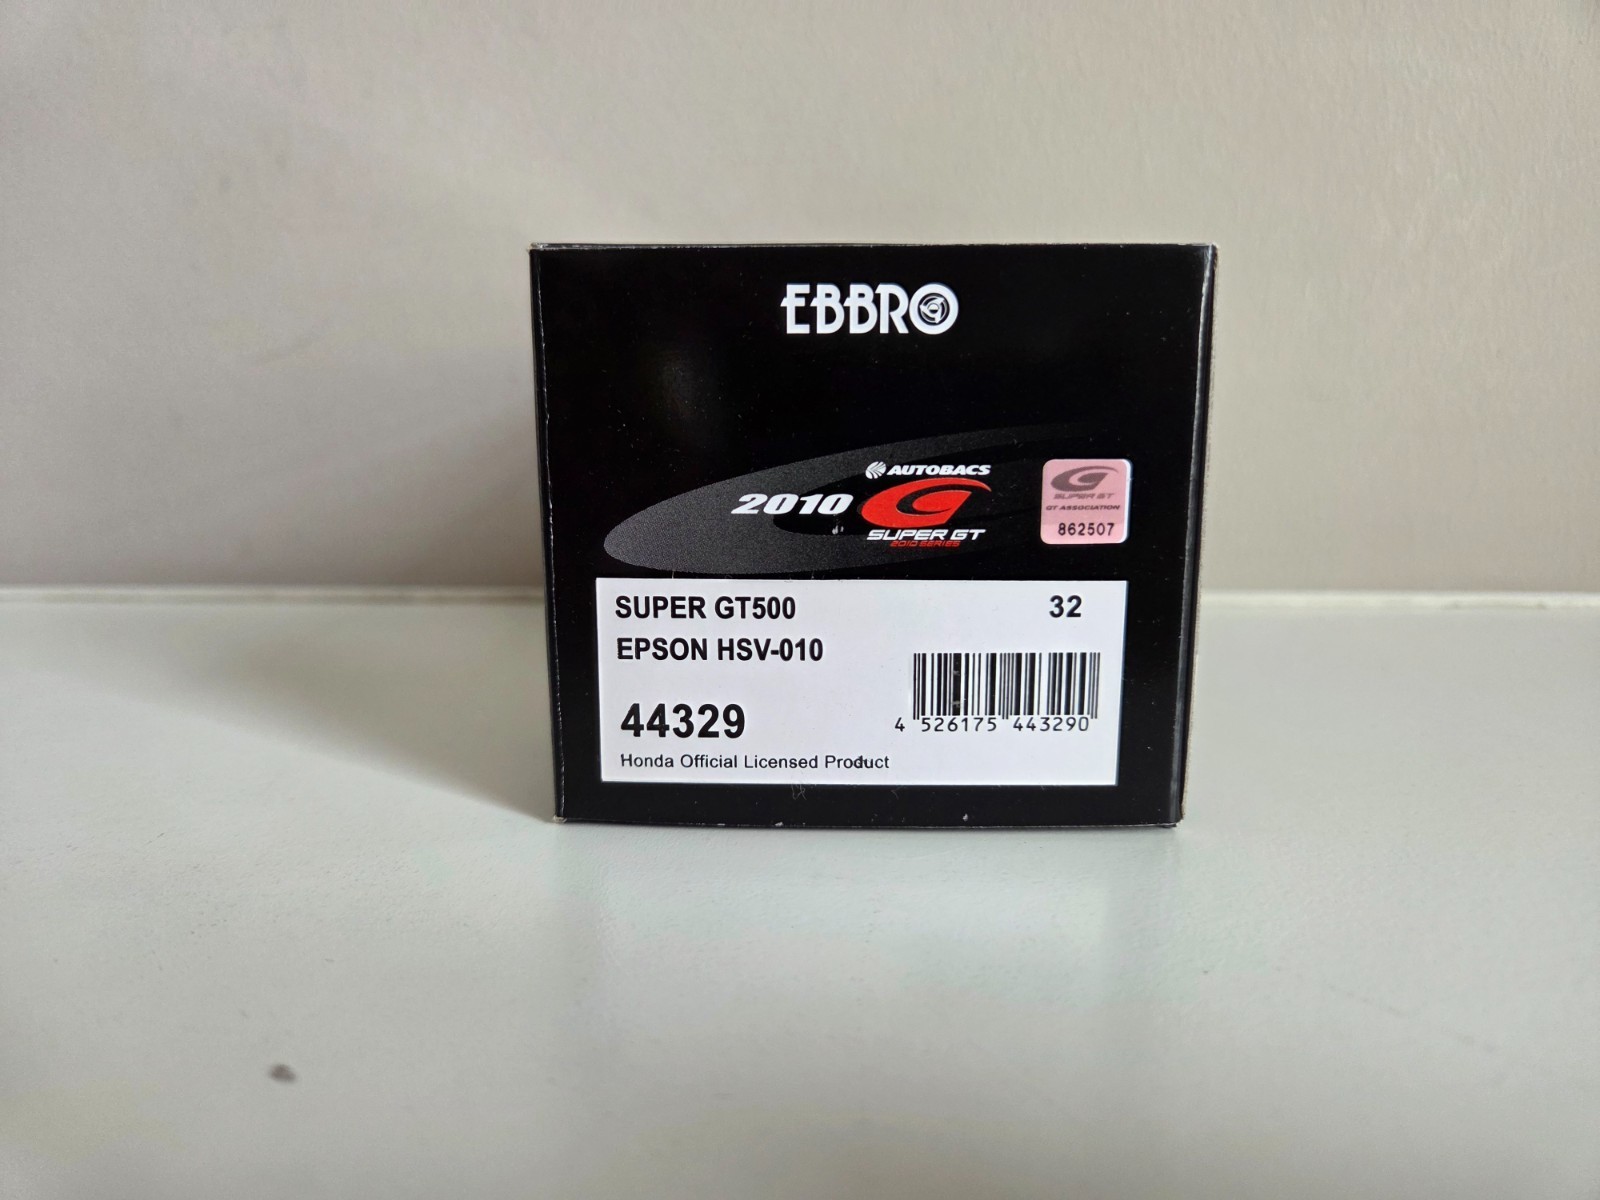 EBBRO
AUTOBACS
2010
SUPER GT
2010 SERIES
SUPER GT
GT ASSOCIATION
862507
SUPER GT500 32
EPSON HSV-010
44329
4 526175 443290
Honda Official Licensed Product